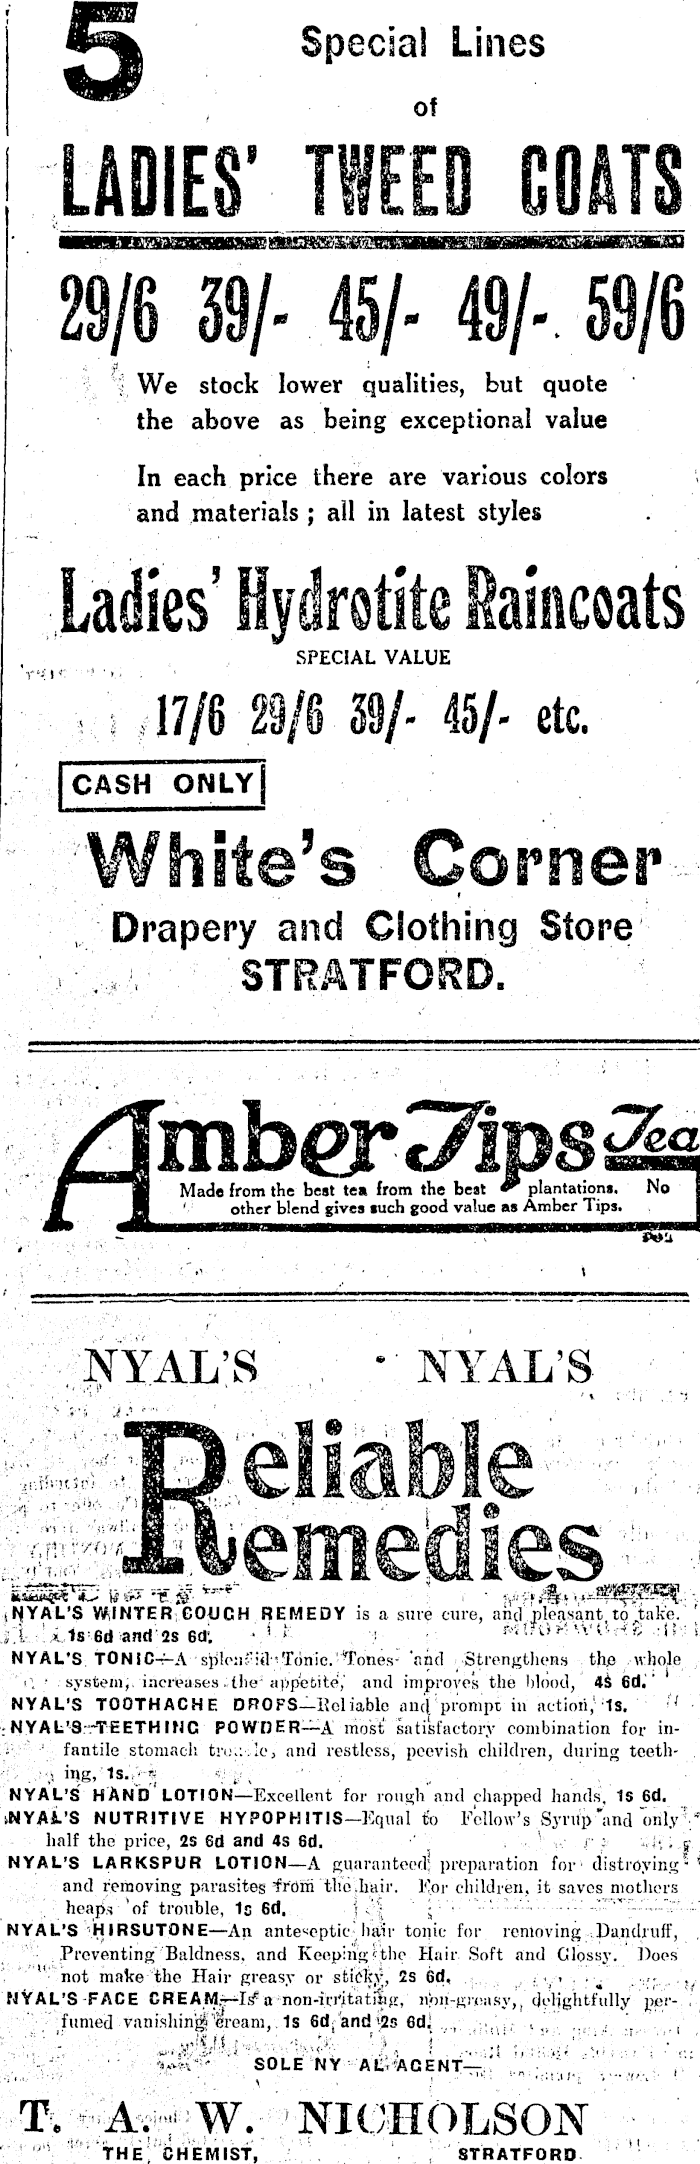 5 Special Lines
of
LADIES' TWEED COATS
29/6 39/- 45/- 49/- 59/6
We stock lower qualities, but quote
the above as being exceptional value
In each price there are various colors
and materials ; all in latest styles
Ladies' Hydrotite Raincoats
SPECIAL VALUE
17/6 29/6 39/- 45/- etc.
CASH ONLY
White's Corner
Drapery and Clothing Store
STRATFORD.
Amber Tips Tea
Made from the best tea from the best plantations. No
other blend gives such good value as Amber Tips.
NYAL'S NYAL'S
Reliable
Remedies
NYAL'S WINTER COUGH REMEDY is a sure cure, and pleasant to take.
1s 6d and 2s 6d.
NYAL'S TONIC—A splendid Tonic. Tones and Strengthens the whole
system, increases the appetite, and improves the blood, 4s 6d.
NYAL'S TOOTHACHE DROPS—Reliable and prompt in action, 1s.
NYAL'S TEETHING POWDER—A most satisfactory combination for in-
fantile stomach trouble, and restless, peevish children, during teeth-
ing, 1s.
NYAL'S HAND LOTION—Excellent for rough and chapped hands, 1s 6d.
NYAL'S NUTRITIVE HYPOPHITIS—Equal to Fellow's Syrup and only
half the price, 2s 6d and 4s 6d.
NYAL'S LARKSPUR LOTION—A guaranteed preparation for distroying
and removing parasites from the hair. For children, it saves mothers
heaps of trouble, 1s 6d.
NYAL'S HIRSUTONE—An anteseptic hair tonic for removing Dandruff,
Preventing Baldness, and Keeping the Hair Soft and Glossy. Does
not make the Hair greasy or sticky, 2s 6d.
NYAL'S FACE CREAM—Is a non-irritating, non-greasy, delightfully per-
fumed vanishing cream, 1s 6d and 2s 6d.
SOLE NY AL AGENT—
T. A. W. NICHOLSON
THE CHEMIST, STRATFORD